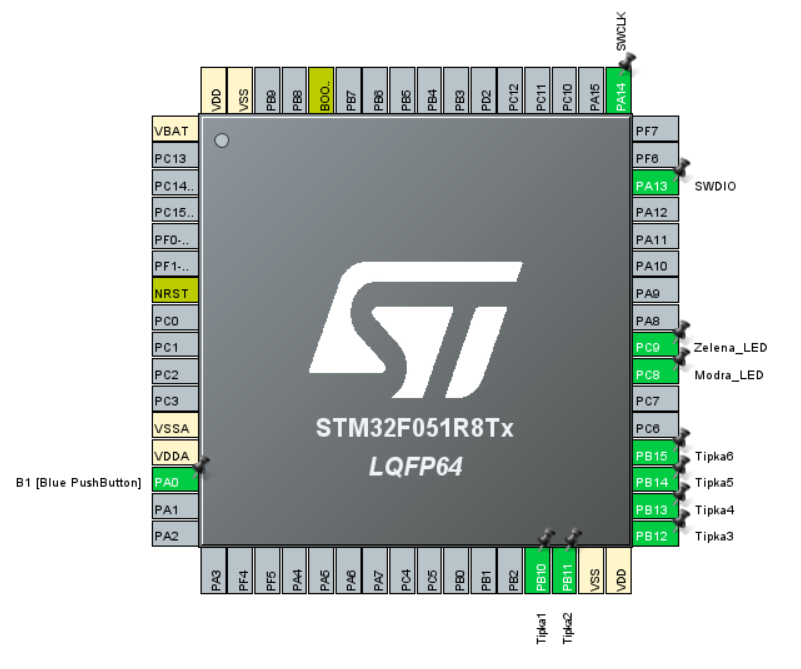 SWCLK
VDD
VSS
PB9
PB8
BOO..
PB7
PB6
PB5
PB4
PB3
PD2
PC12
PC11
PC10
PA15
PA14
VBAT
PC13
PC14..
PC15..
PF0-..
PF1-..
NRST
PC0
PC1
PC2
PC3
VSSA
VDDA
B1 [Blue PushButton] PA0
PA1
PA2
STM32F051R8Tx
LQFP64
PF7
PF6
PA13 SWDIO
PA12
PA11
PA10
PA9
PA8
PC9 Zelena_LED
PC8 Modra_LED
PC7
PC6
PB15 Tipka6
PB14 Tipka5
PB13 Tipka4
PB12 Tipka3
PA3
PF4
PF5
PA4
PA5
PA6
PA7
PC4
PC5
PB0
PB1
PB2
PB10
PB11
VSS
VDD
Tipka1
Tipka2